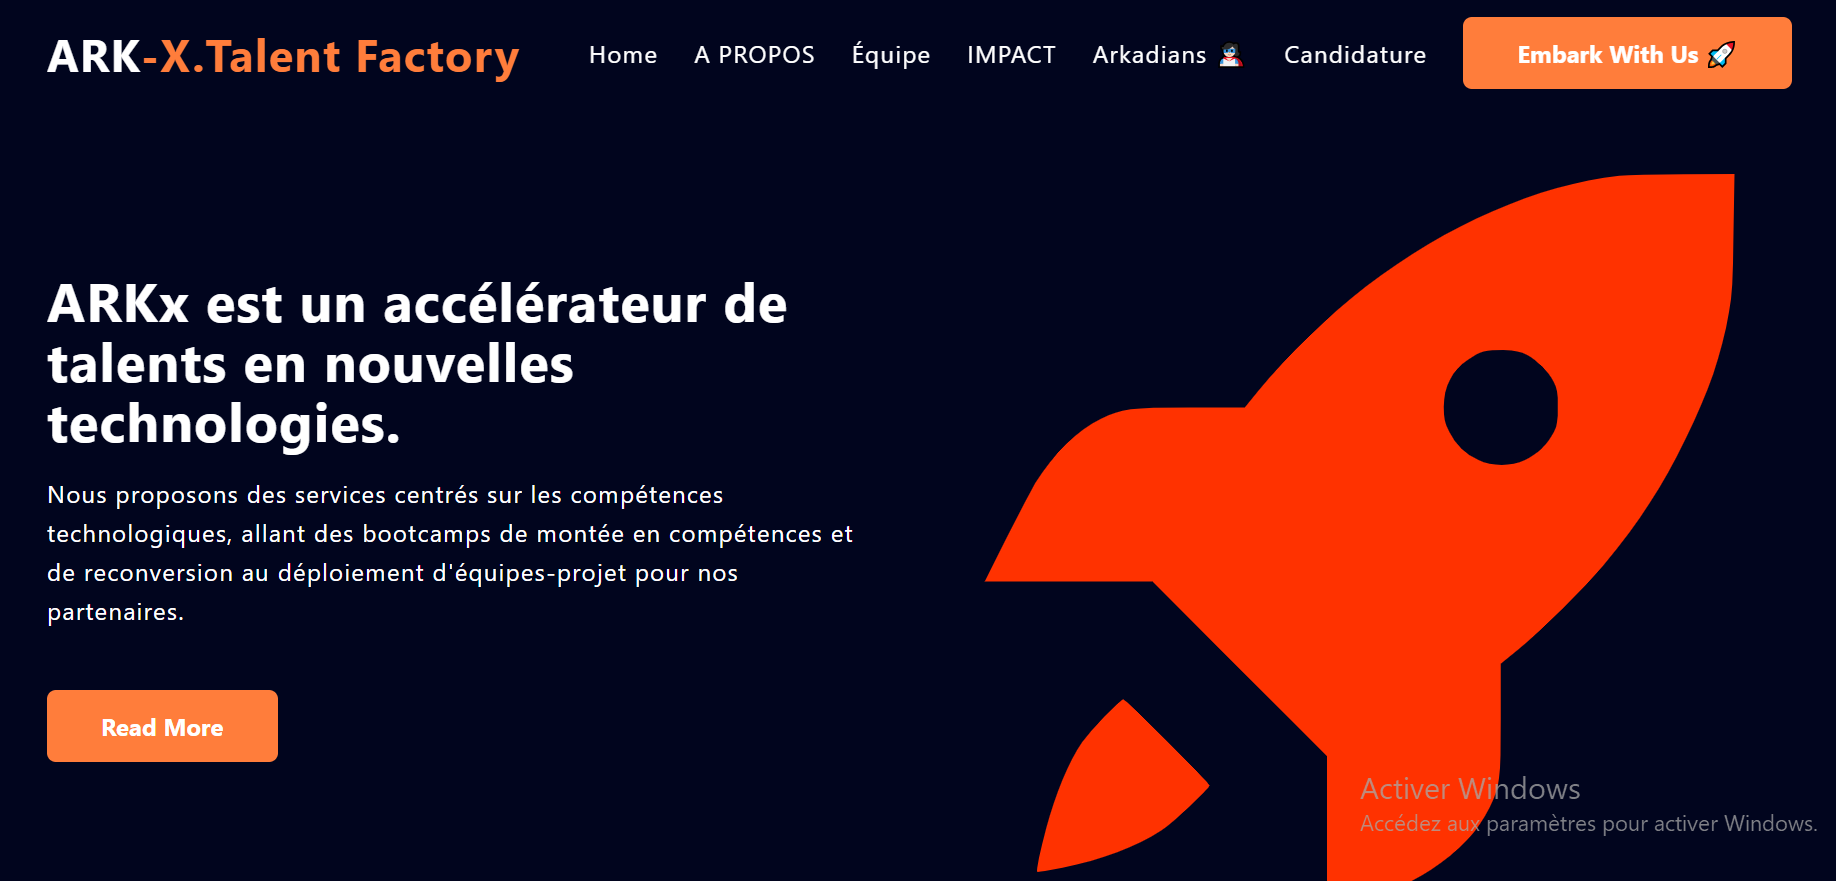 ARK-X.Talent Factory
Home
A PROPOS
Équipe
IMPACT
Arkadians 🦸🏻
Candidature
Embark With Us 🚀
ARKx est un accélérateur de
talents en nouvelles
technologies.
Nous proposons des services centrés sur les compétences
technologiques, allant des bootcamps de montée en compétences et
de reconversion au déploiement d'équipes-projet pour nos
partenaires.
Read More
Activer Windows
Accédez aux paramètres pour activer Windows.